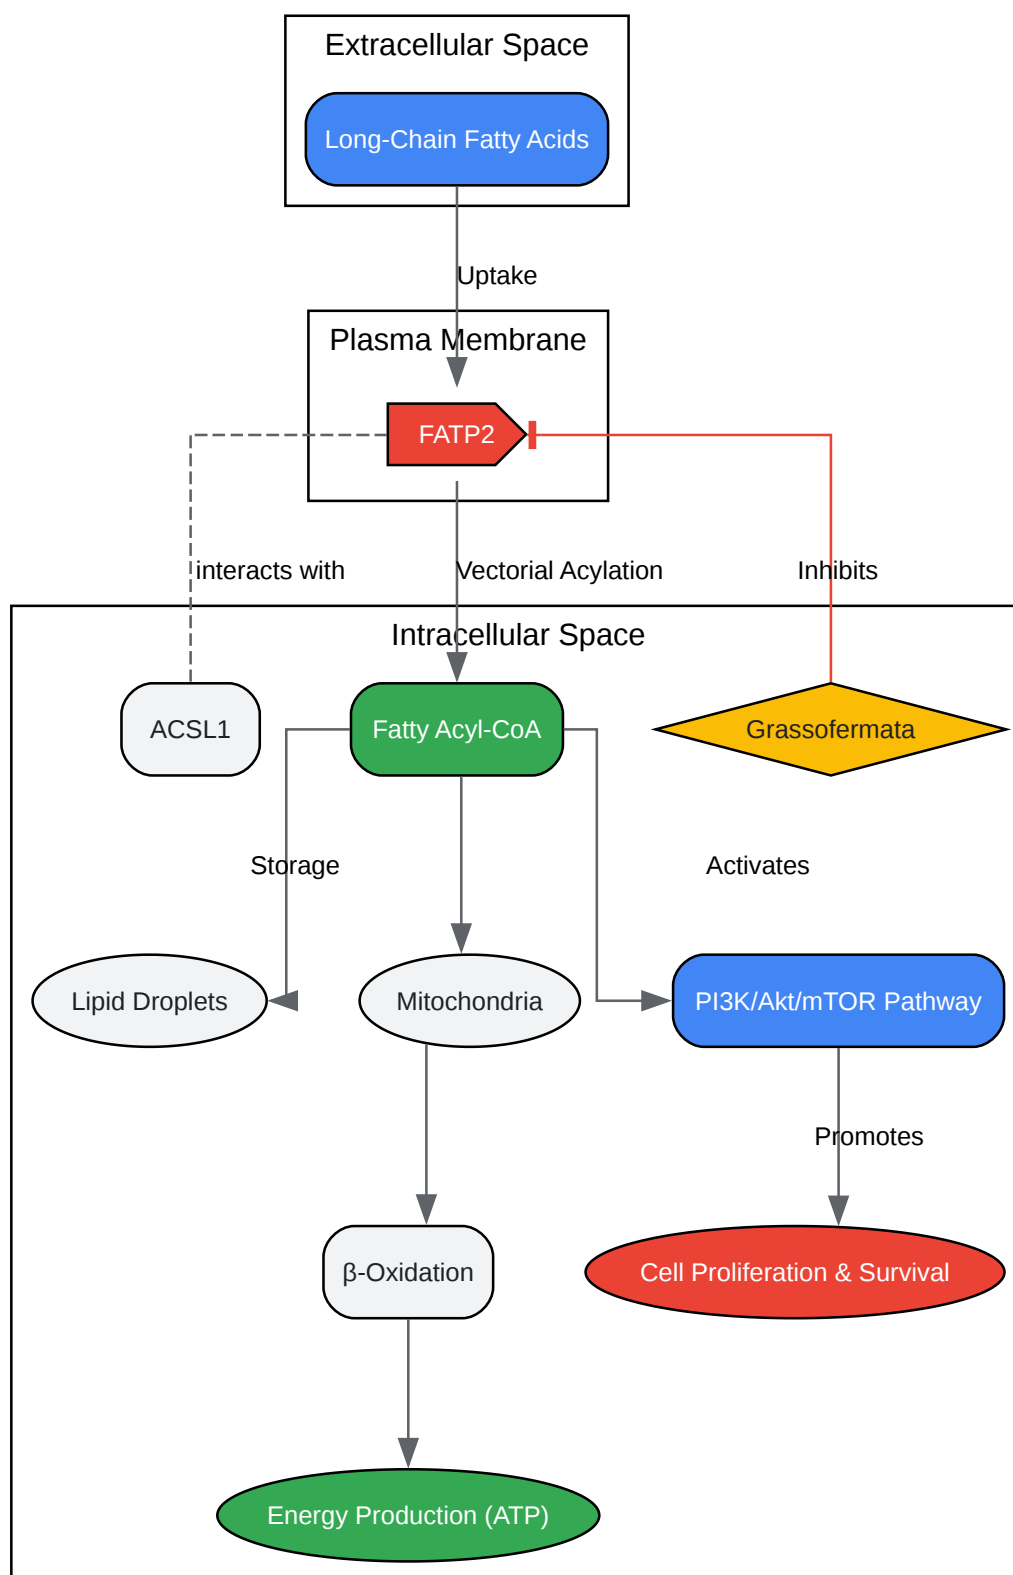 Extracellular Space
Long-Chain Fatty Acids
Uptake
Plasma Membrane
FATP2
interacts with
Vectorial Acylation
Inhibits
Intracellular Space
ACSL1
Fatty Acyl-CoA
Grassofermata
Storage
Activates
Lipid Droplets
Mitochondria
PI3K/Akt/mTOR Pathway
Promotes
β-Oxidation
Cell Proliferation & Survival
Energy Production (ATP)